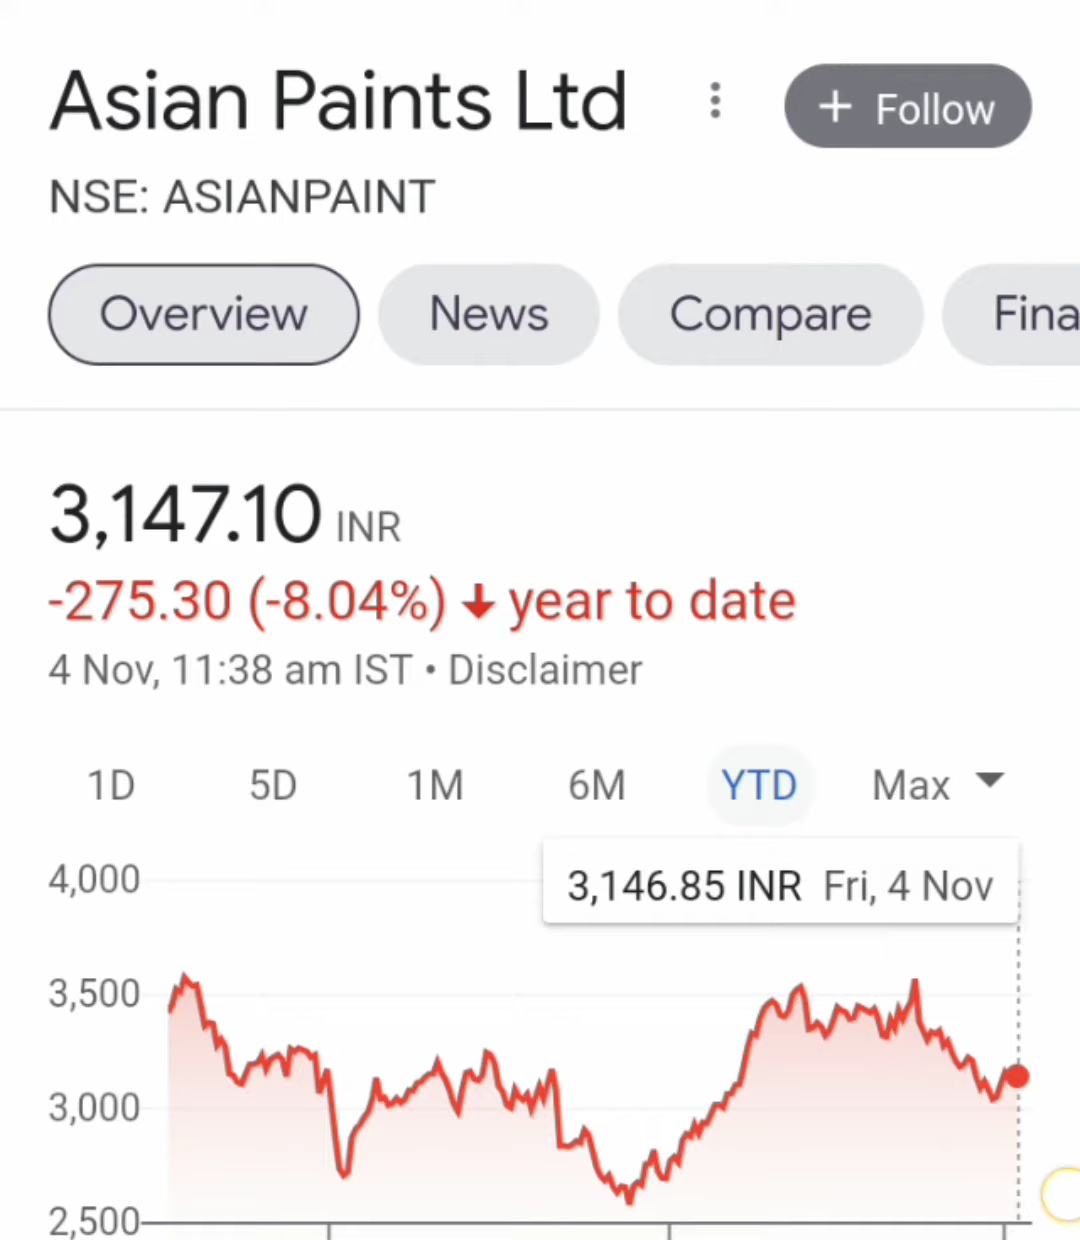 Asian Paints Ltd
+ Follow
NSE: ASIANPAINT
Overview News Compare Fina
3,147.10 INR
-275.30 (-8.04%) ↓ year to date
4 Nov, 11:38 am IST • Disclaimer
1D 5D 1M 6M YTD Max
3,146.85 INR Fri, 4 Nov
4,000
3,500
3,000
2,500